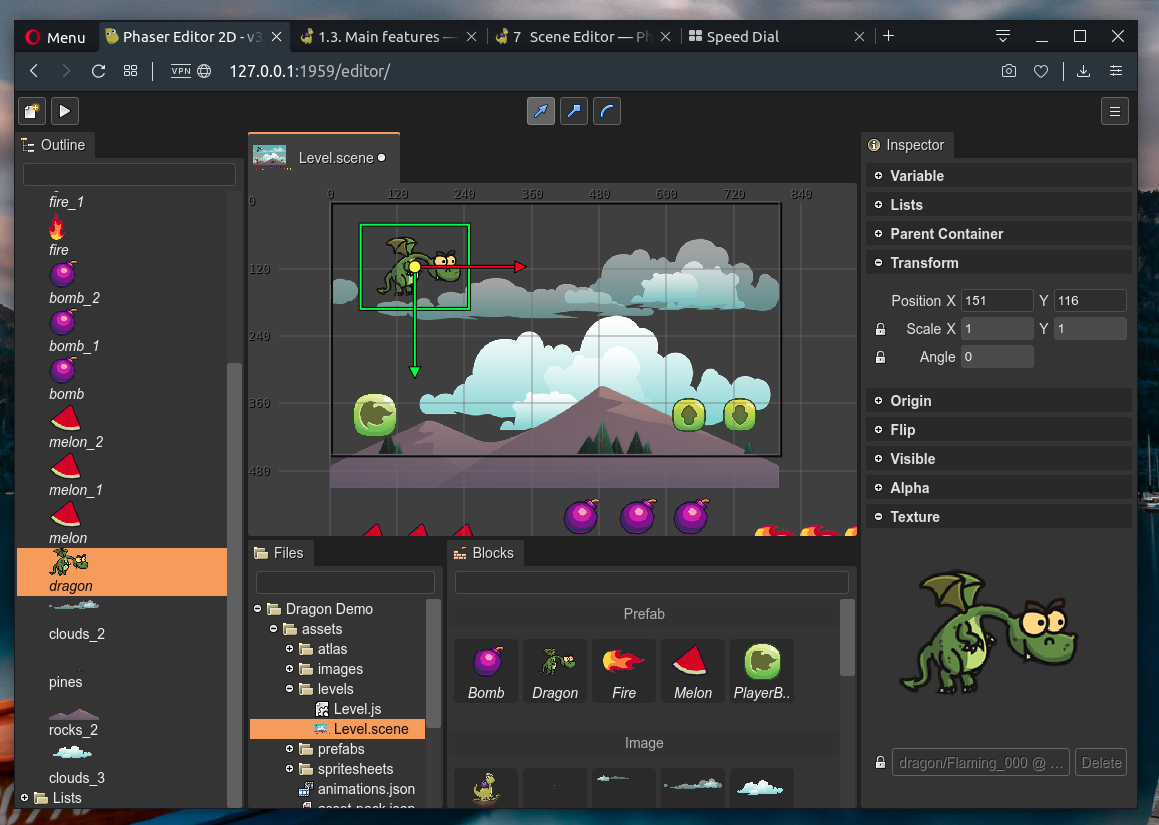 Menu
Phaser Editor 2D - v3
1.3. Main features —
7 Scene Editor — Ph
Speed Dial
VPN
127.0.0.1:1959/editor/
Outline
fire_1
fire
bomb_2
bomb_1
bomb
melon_2
melon_1
melon
dragon
clouds_2
pines
rocks_2
clouds_3
Lists
Level.scene
0 120 240 360 480 600 720 840
0
120
240
360
480
Files
Dragon Demo
assets
atlas
images
levels
Level.js
Level.scene
prefabs
spritesheets
animations.json
asset-pack.json
Blocks
Prefab
Bomb
Dragon
Fire
Melon
PlayerB..
Image
Inspector
Variable
Lists
Parent Container
Transform
Position X 151 Y 116
Scale X 1 Y 1
Angle 0
Origin
Flip
Visible
Alpha
Texture
dragon/Flaming_000 @ ...
Delete